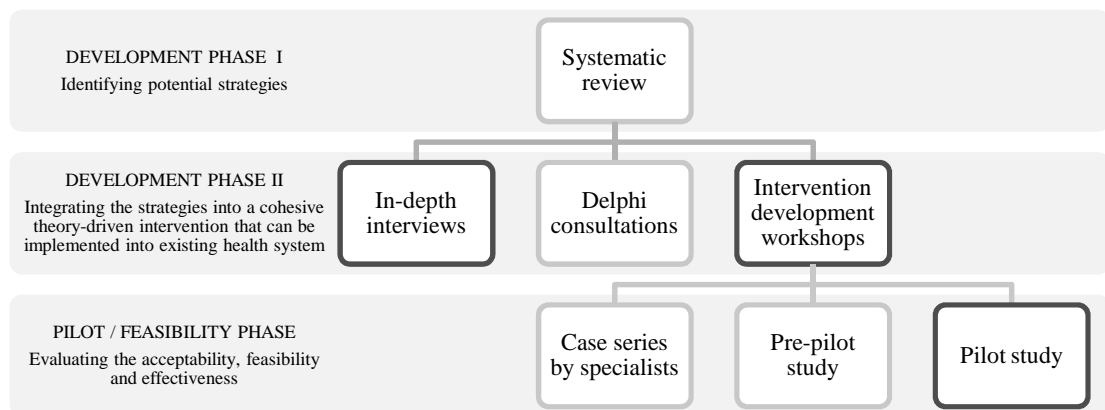 DEVELOPMENT PHASE I
Identifying potential strategies
Systematic
review
DEVELOPMENT PHASE II
Integrating the strategies into a cohesive
theory-driven intervention that can be
implemented into existing health system
In-depth
interviews
Delphi
consultations
Intervention
development
workshops
PILOT / FEASIBILITY PHASE
Evaluating the acceptability, feasibility
and effectiveness
Case series
by specialists
Pre-pilot
study
Pilot study